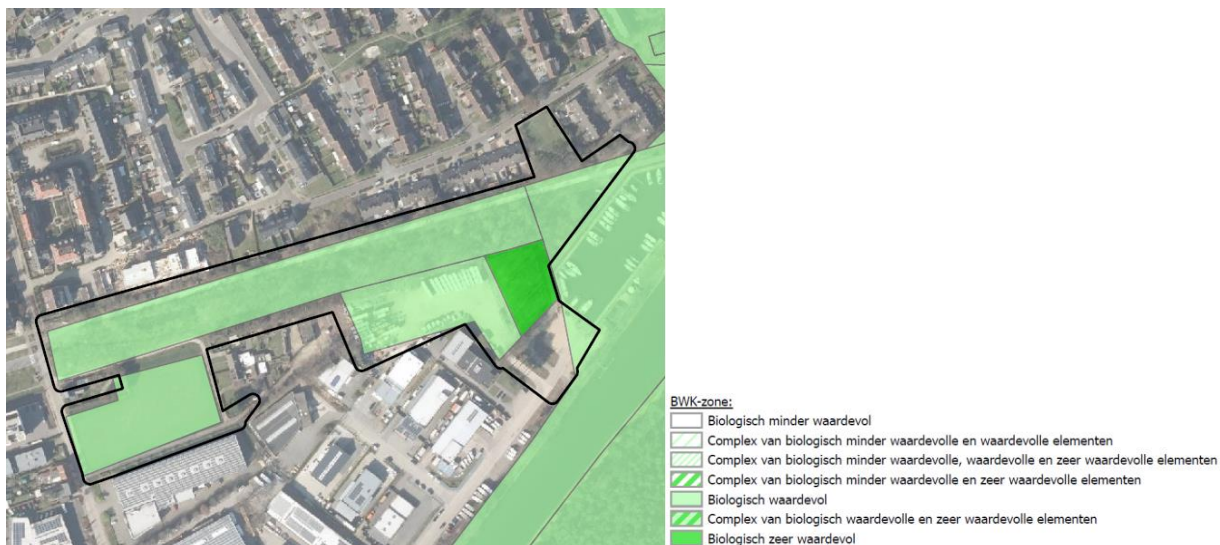 BWK-zone:
Biologisch minder waardevol
Complex van biologisch minder waardevolle en waardevolle elementen
Complex van biologisch minder waardevolle, waardevolle en zeer waardevolle elementen
Complex van biologisch minder waardevolle en zeer waardevolle elementen
Biologisch waardevol
Complex van biologisch waardevolle en zeer waardevolle elementen
Biologisch zeer waardevol